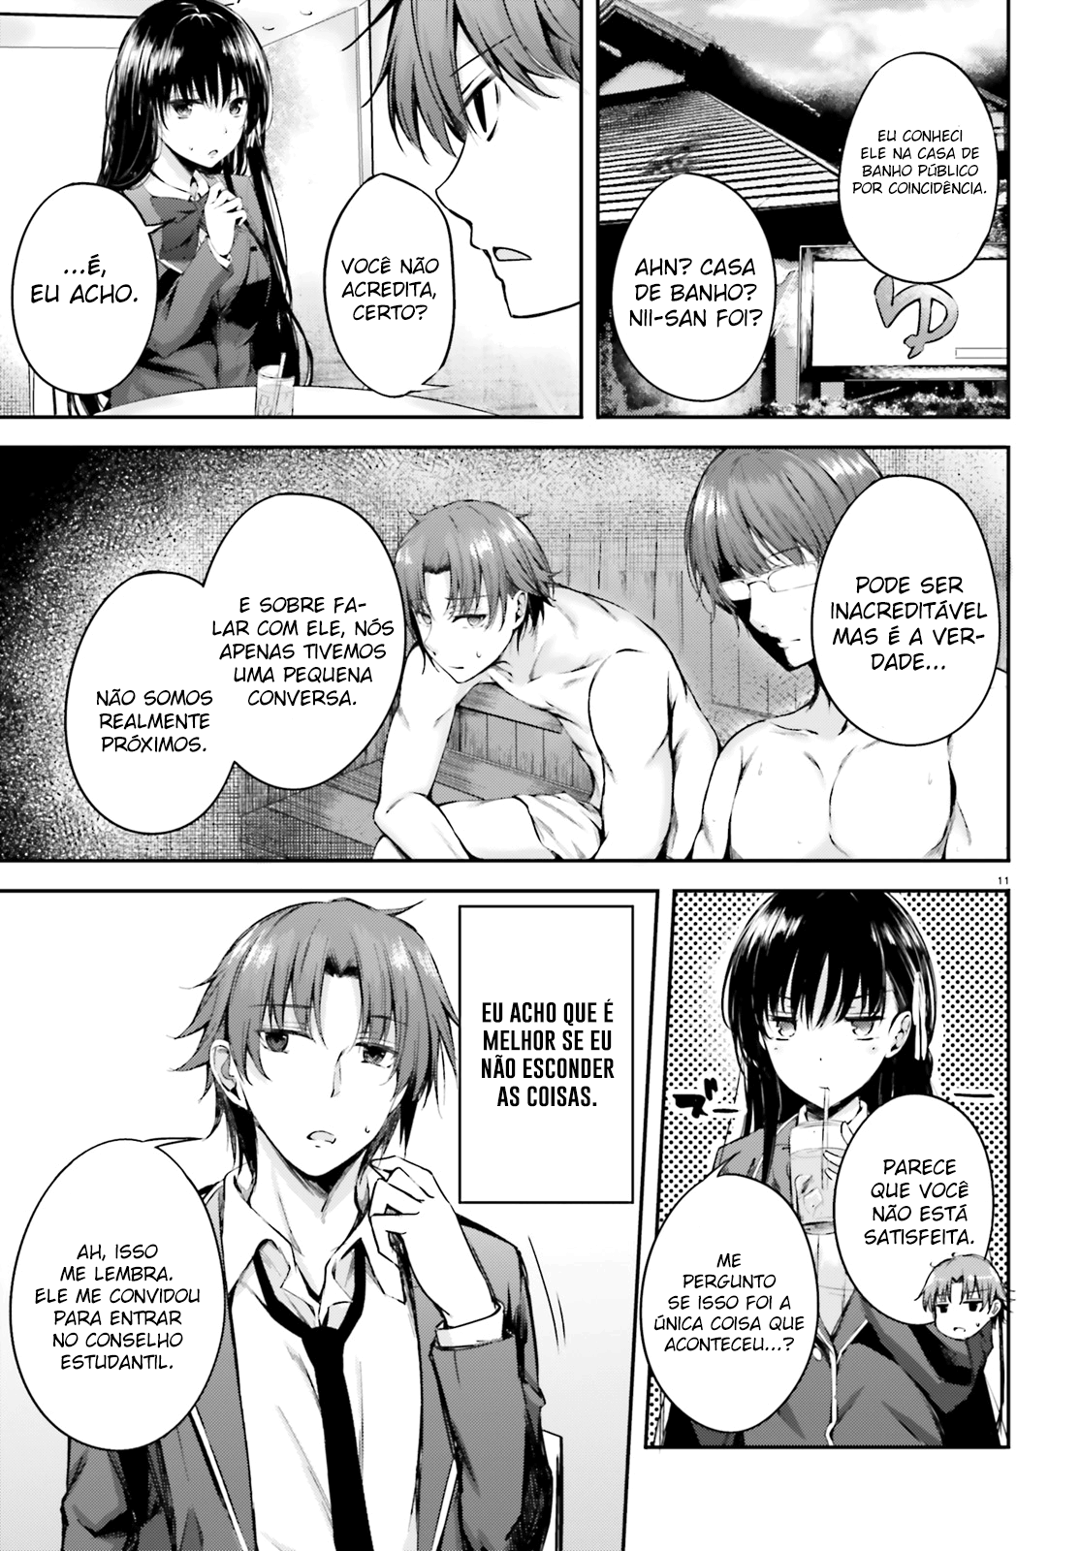 EU CONHECI
ELE NA CASA DE
BANHO PÚBLICO
POR COINCIDÊNCIA.
AHN? CASA
DE BANHO?
NII-SAN FOI?
ゆ
VOCÊ NÃO
ACREDITA,
CERTO?
...É,
EU ACHO.
PODE SER
INACREDITÁVEL
MAS É A VER-
DADE...
E SOBRE FA-
LAR COM ELE, NÓS
APENAS TIVEMOS
UMA PEQUENA
CONVERSA.
NÃO SOMOS
REALMENTE
PRÓXIMOS.
11
PARECE
QUE VOCÊ
NÃO ESTÁ
SATISFEITA.
ズー
ME
PERGUNTO
SE ISSO FOI A
ÚNICA COISA QUE
ACONTECEU...?
EU ACHO QUE É
MELHOR SE EU
NÃO ESCONDER
AS COISAS.
AH, ISSO
ME LEMBRA.
ELE ME CONVIDOU
PARA ENTRAR
NO CONSELHO
ESTUDANTIL.